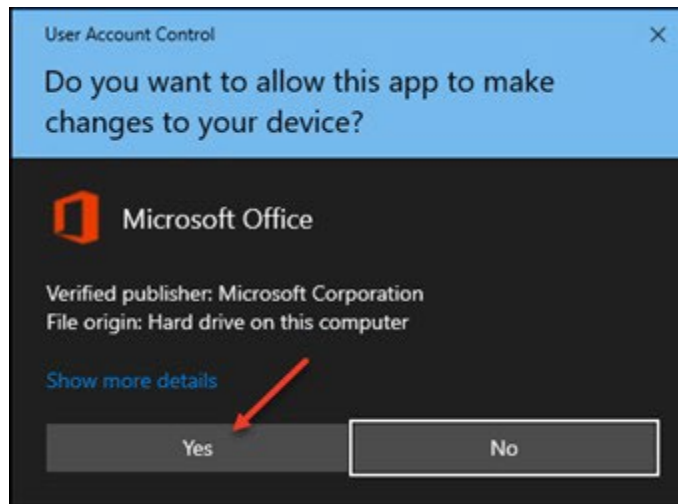 User Account Control
Do you want to allow this app to make
changes to your device?
Microsoft Office
Verified publisher: Microsoft Corporation
File origin: Hard drive on this computer
Show more details
Yes
No